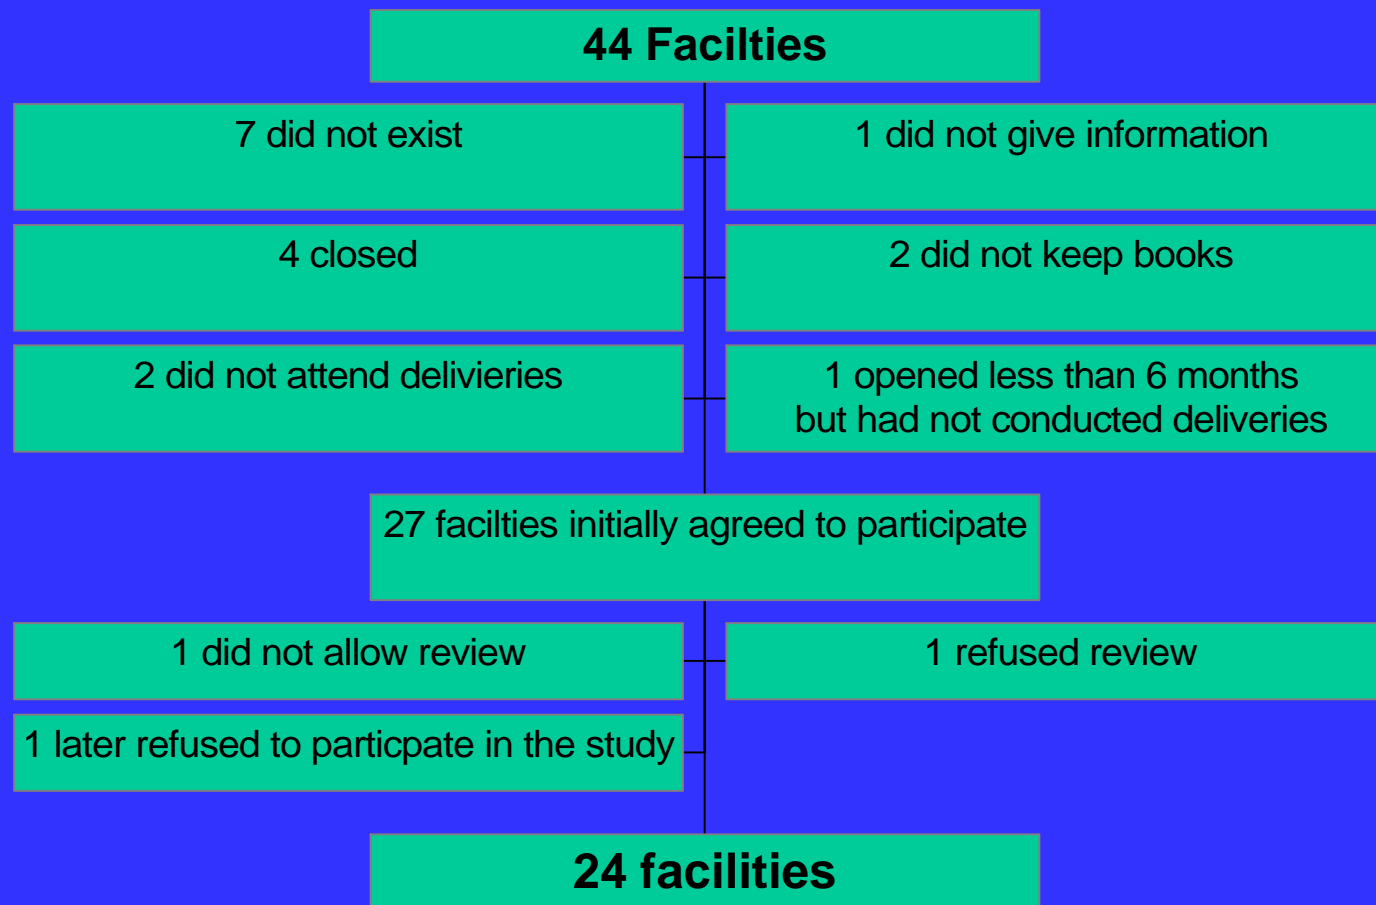 44 Facilties
7 did not exist
1 did not give information
4 closed
2 did not keep books
2 did not attend delivieries
1 opened less than 6 months
but had not conducted deliveries
27 facilties initially agreed to participate
1 did not allow review
1 refused review
1 later refused to particpate in the study
24 facilities